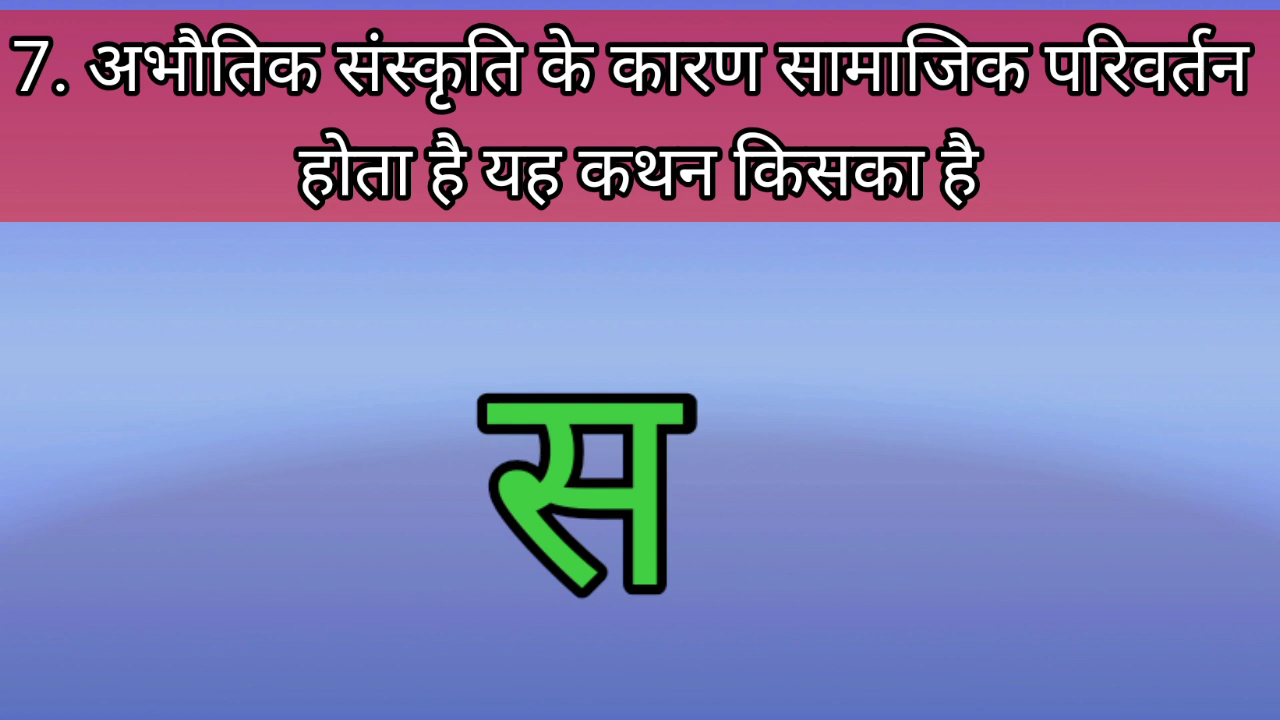 7. अभौतिक संस्कृति के कारण सामाजिक परिवर्तन
होता है यह कथन किसका है
स